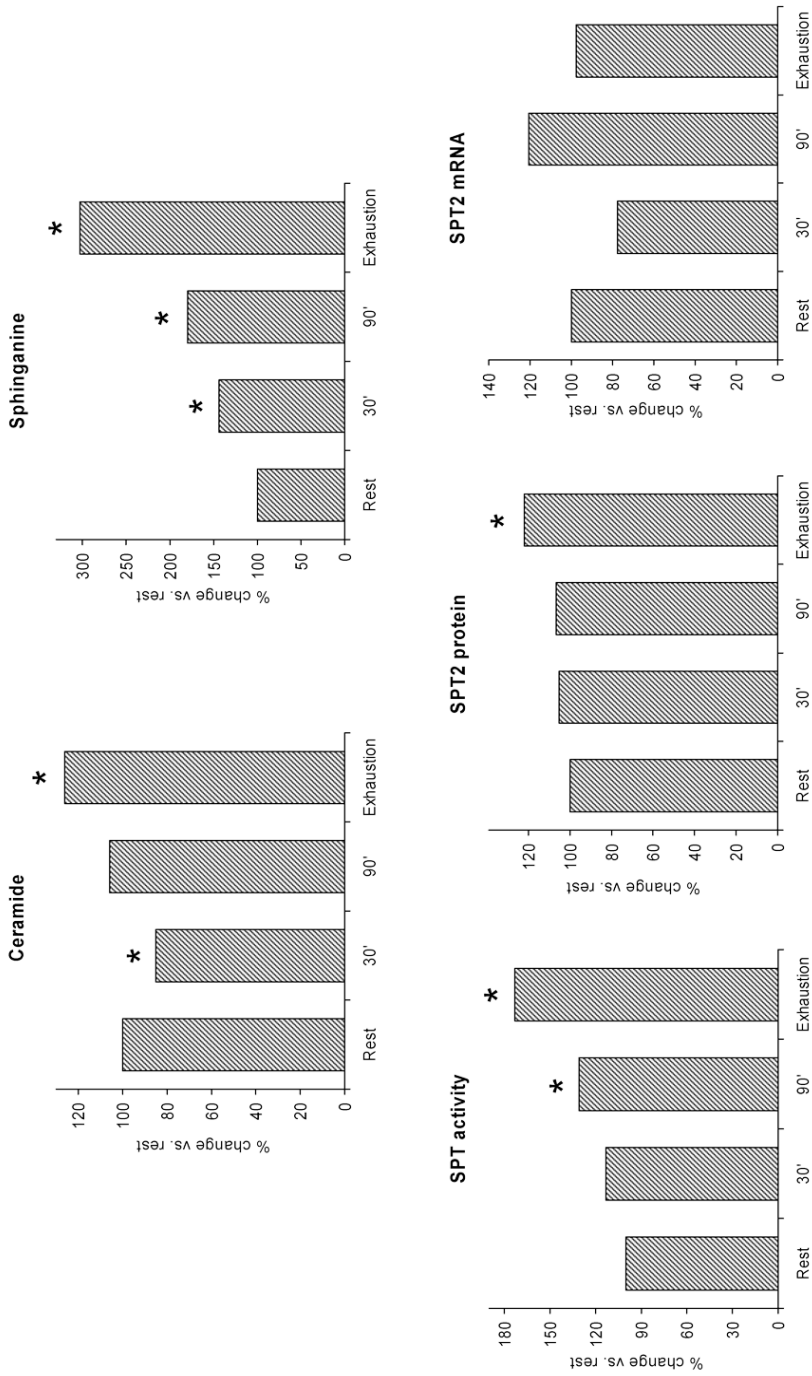 Ceramide
% change vs. rest
120
100
80
60
40
20
0
*
*
Rest
30'
90'
Exhaustion
Sphinganine
% change vs. rest
300
250
200
150
100
50
0
*
*
*
Rest
30'
90'
Exhaustion
SPT activity
% change vs. rest
180
150
120
90
60
30
0
*
*
Rest
30'
90'
Exhaustion
SPT2 protein
% change vs. rest
120
100
80
60
40
20
0
*
Rest
30'
90'
Exhaustion
SPT2 mRNA
% change vs. rest
140
120
100
80
60
40
20
0
Rest
30'
90'
Exhaustion